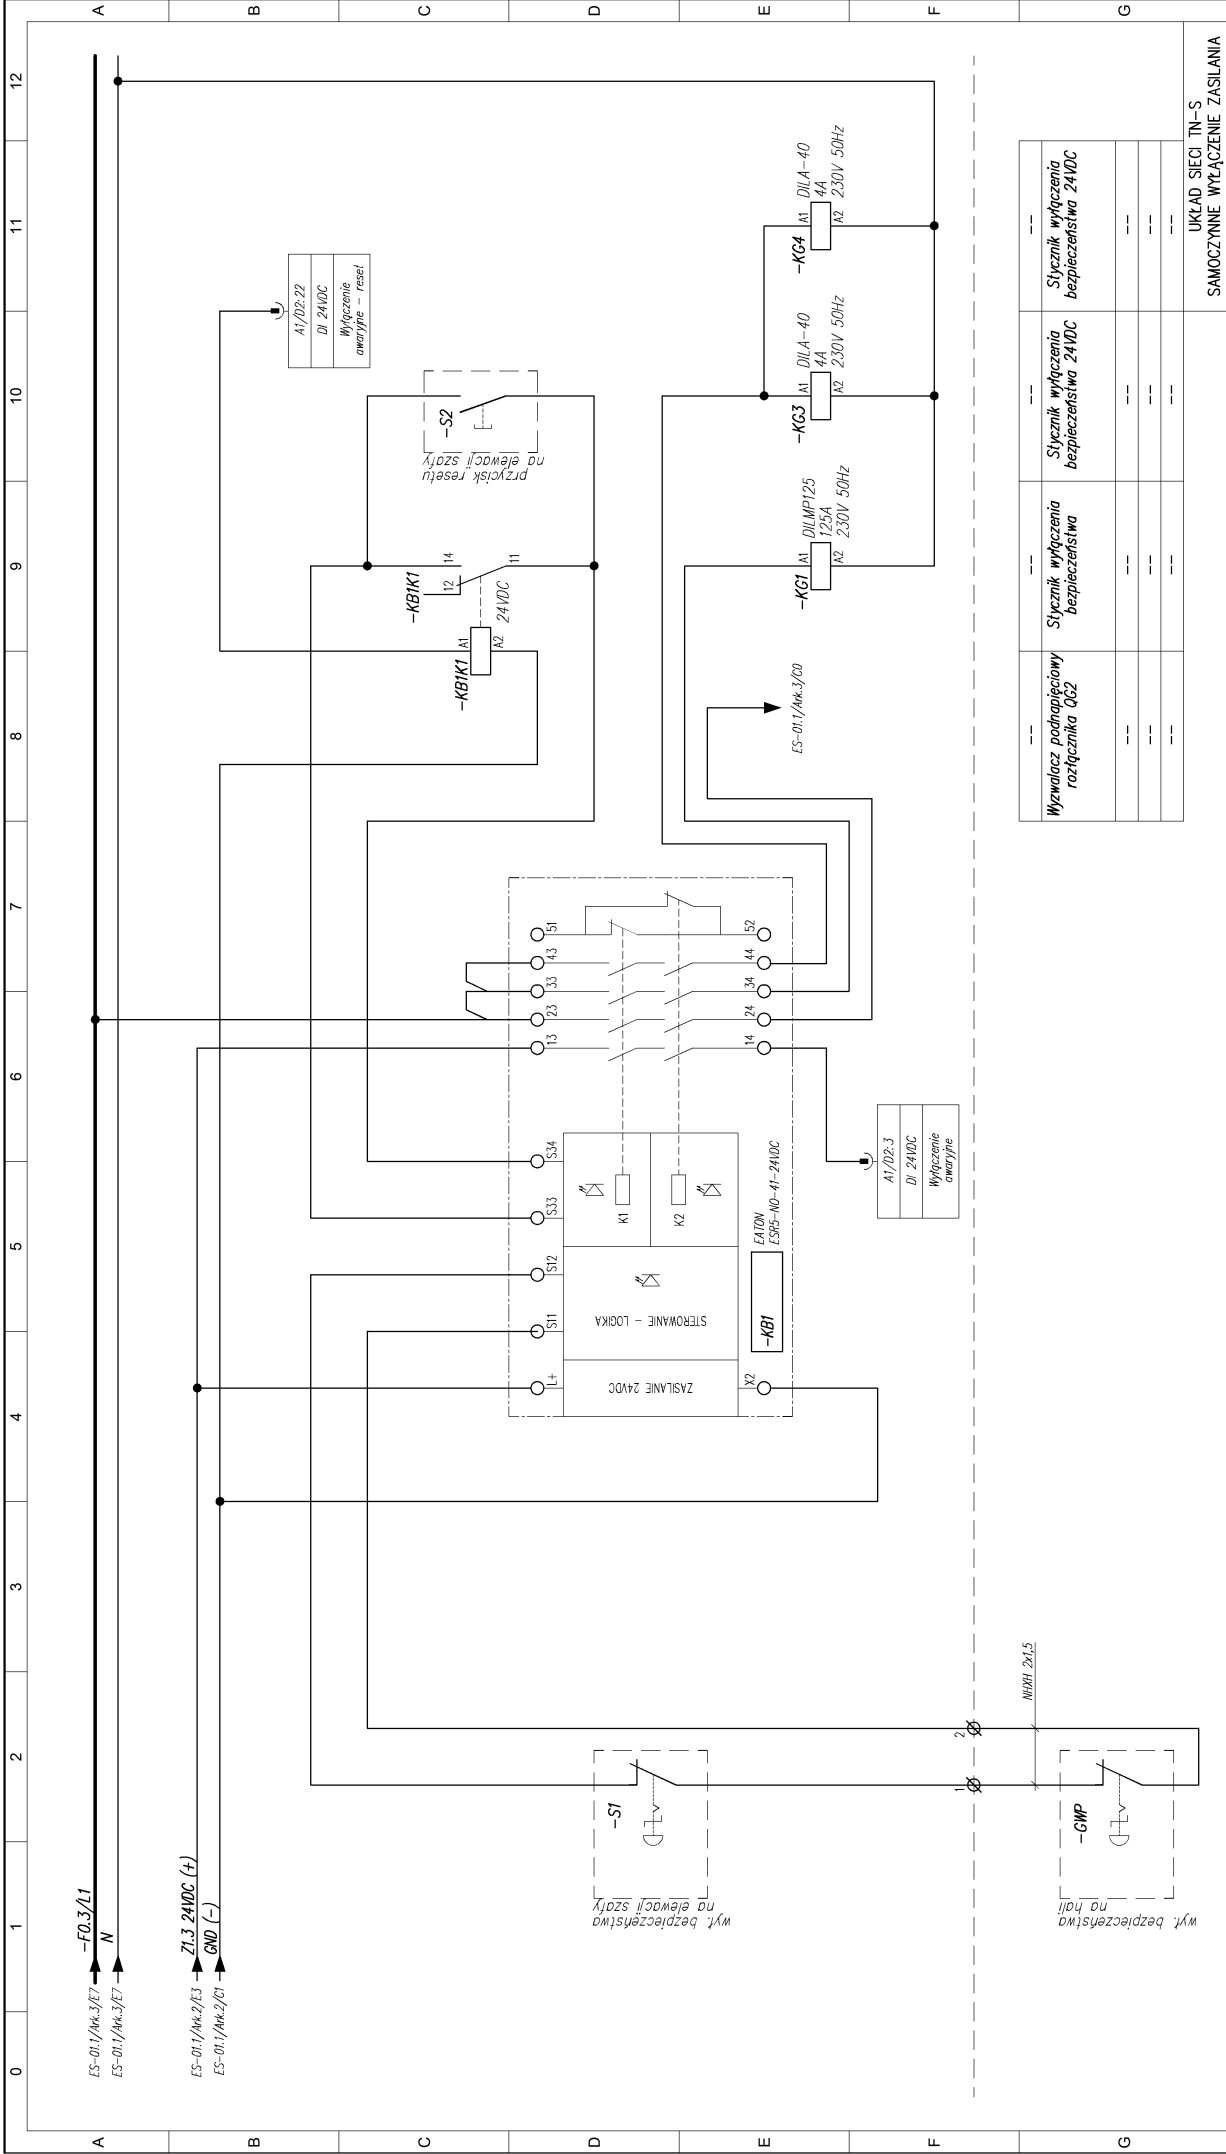 0 1 2 3 4 5 6 7 8 9 10 11 12
A
B
C
D
E
F
G
ES-01.1/Ark.3/E7
-F0.3/L1
ES-01.1/Ark.3/E7
N
ES-01.1/Ark.2/E3
Z1.3 24VDC (+)
ES-01.1/Ark.2/C1
GND (-)
A1/D2:22
DI 24VDC
Wyłączenie
awaryjne - reset
-KB1K1
A1
A2
24VDC
-KB1K1
12
14
11
-S2
przycisk resetu
na elewacji szafy
-S1
wył. bezpieczeństwa
na elewacji szafy
L+
S11
S12
S33
S34
13
23
33
43
51
ZASILANIE 24VDC
STEROWANIE - LOGIKA
K1
K2
X2
14
24
34
44
52
-KB1
EATON
ESR5-NO-41-24VDC
A1/D2:3
DI 24VDC
Wyłączenie
awaryjne
ES-01.1/Ark.3/C0
-KG1
A1
A2
DILMP125
125A
230V 50Hz
-KG3
A1
A2
DILA-40
4A
230V 50Hz
-KG4
A1
A2
DILA-40
4A
230V 50Hz
1
2
NHXH 2x1,5
-GWP
wył. bezpieczeństwa
na hali
-- -- -- --
Wyzwalacz podnapięciowy
rozłącznika QG2
Stycznik wyłączenia
bezpieczeństwa
Stycznik wyłączenia
bezpieczeństwa 24VDC
Stycznik wyłączenia
bezpieczeństwa 24VDC
-- -- -- --
-- -- -- --
-- -- -- --
UKŁAD SIECI TN-S
SAMOCZYNNE WYŁĄCZENIE ZASILANIA
A
B
C
D
E
F
G